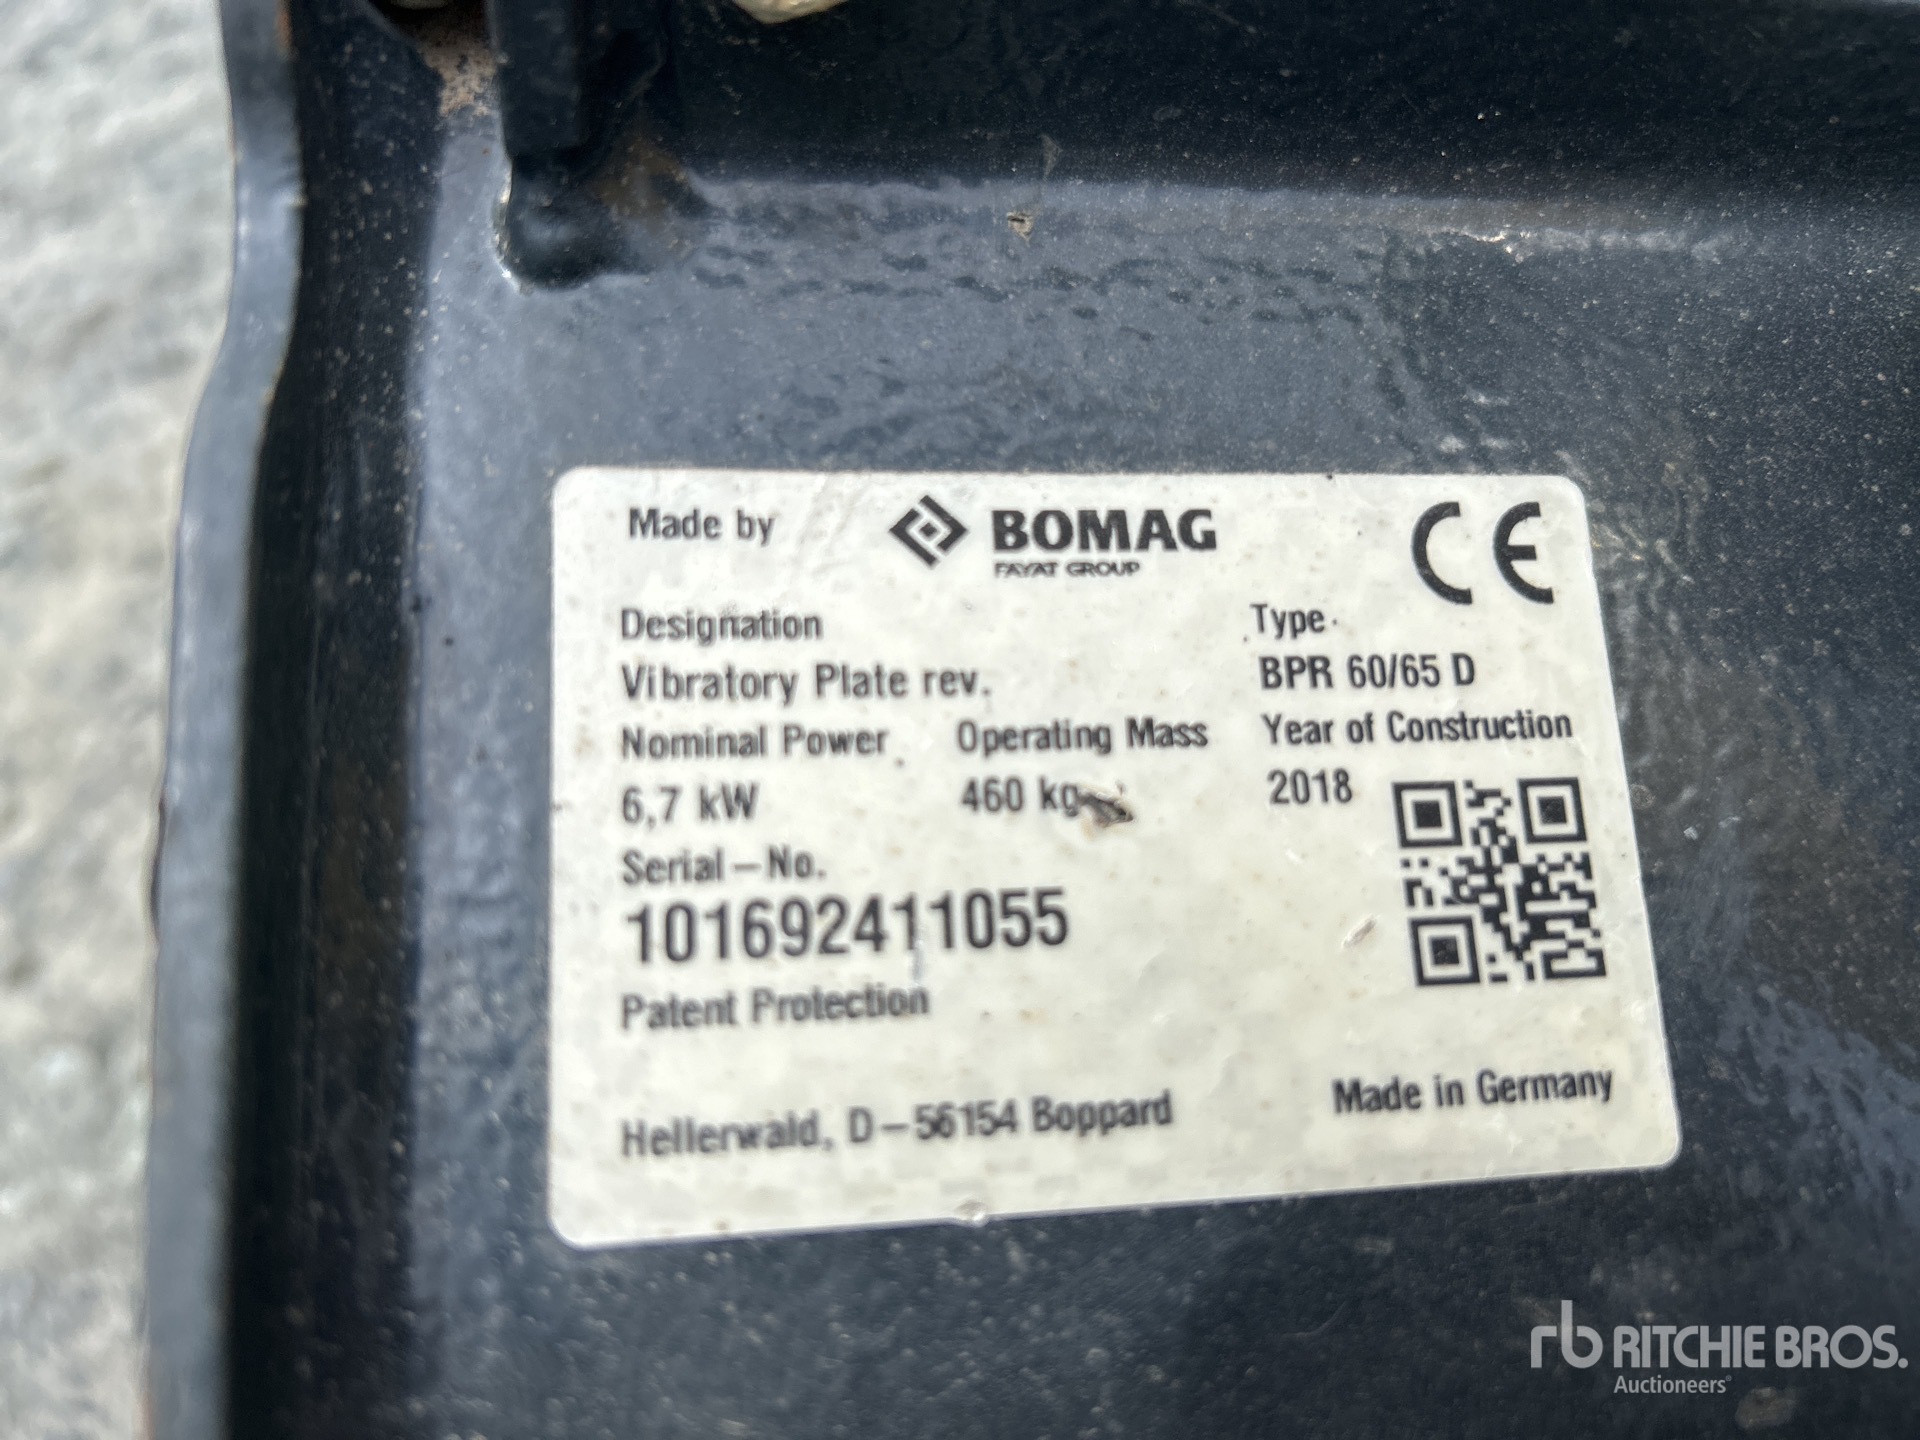 Made by BOMAG CE
FAYAT GROUP
Designation Type
Vibratory Plate rev. BPR 60/65 D
Nominal Power Operating Mass Year of Construction
6,7 kW 460 kg 2018
Serial-No.
101692411055
Patent Protection
Hellerwald, D-56154 Boppard Made in Germany
rb RITCHIE BROS.
Auctioneers